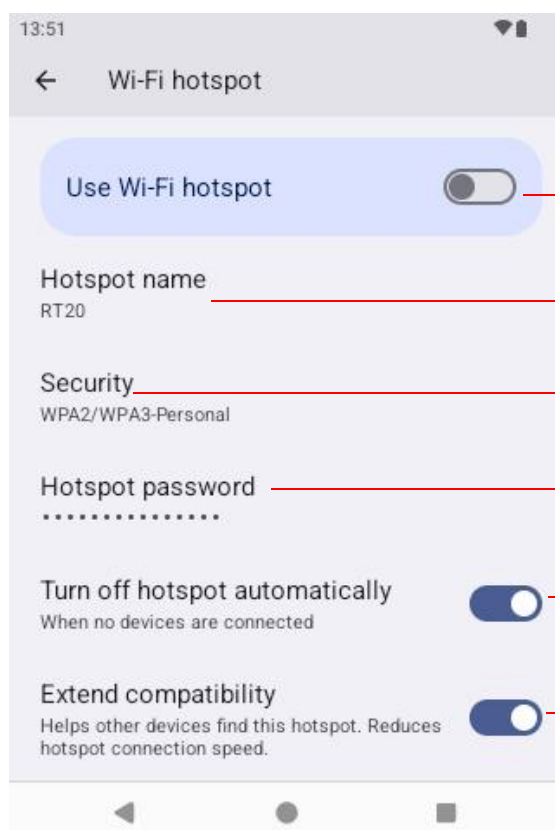 13:51
Wi-Fi hotspot
Use Wi-Fi hotspot
Hotspot name
RT20
Security
WPA2/WPA3-Personal
Hotspot password
•••••••••••••••
Turn off hotspot automatically
When no devices are connected
Extend compatibility
Helps other devices find this hotspot. Reduces
hotspot connection speed.